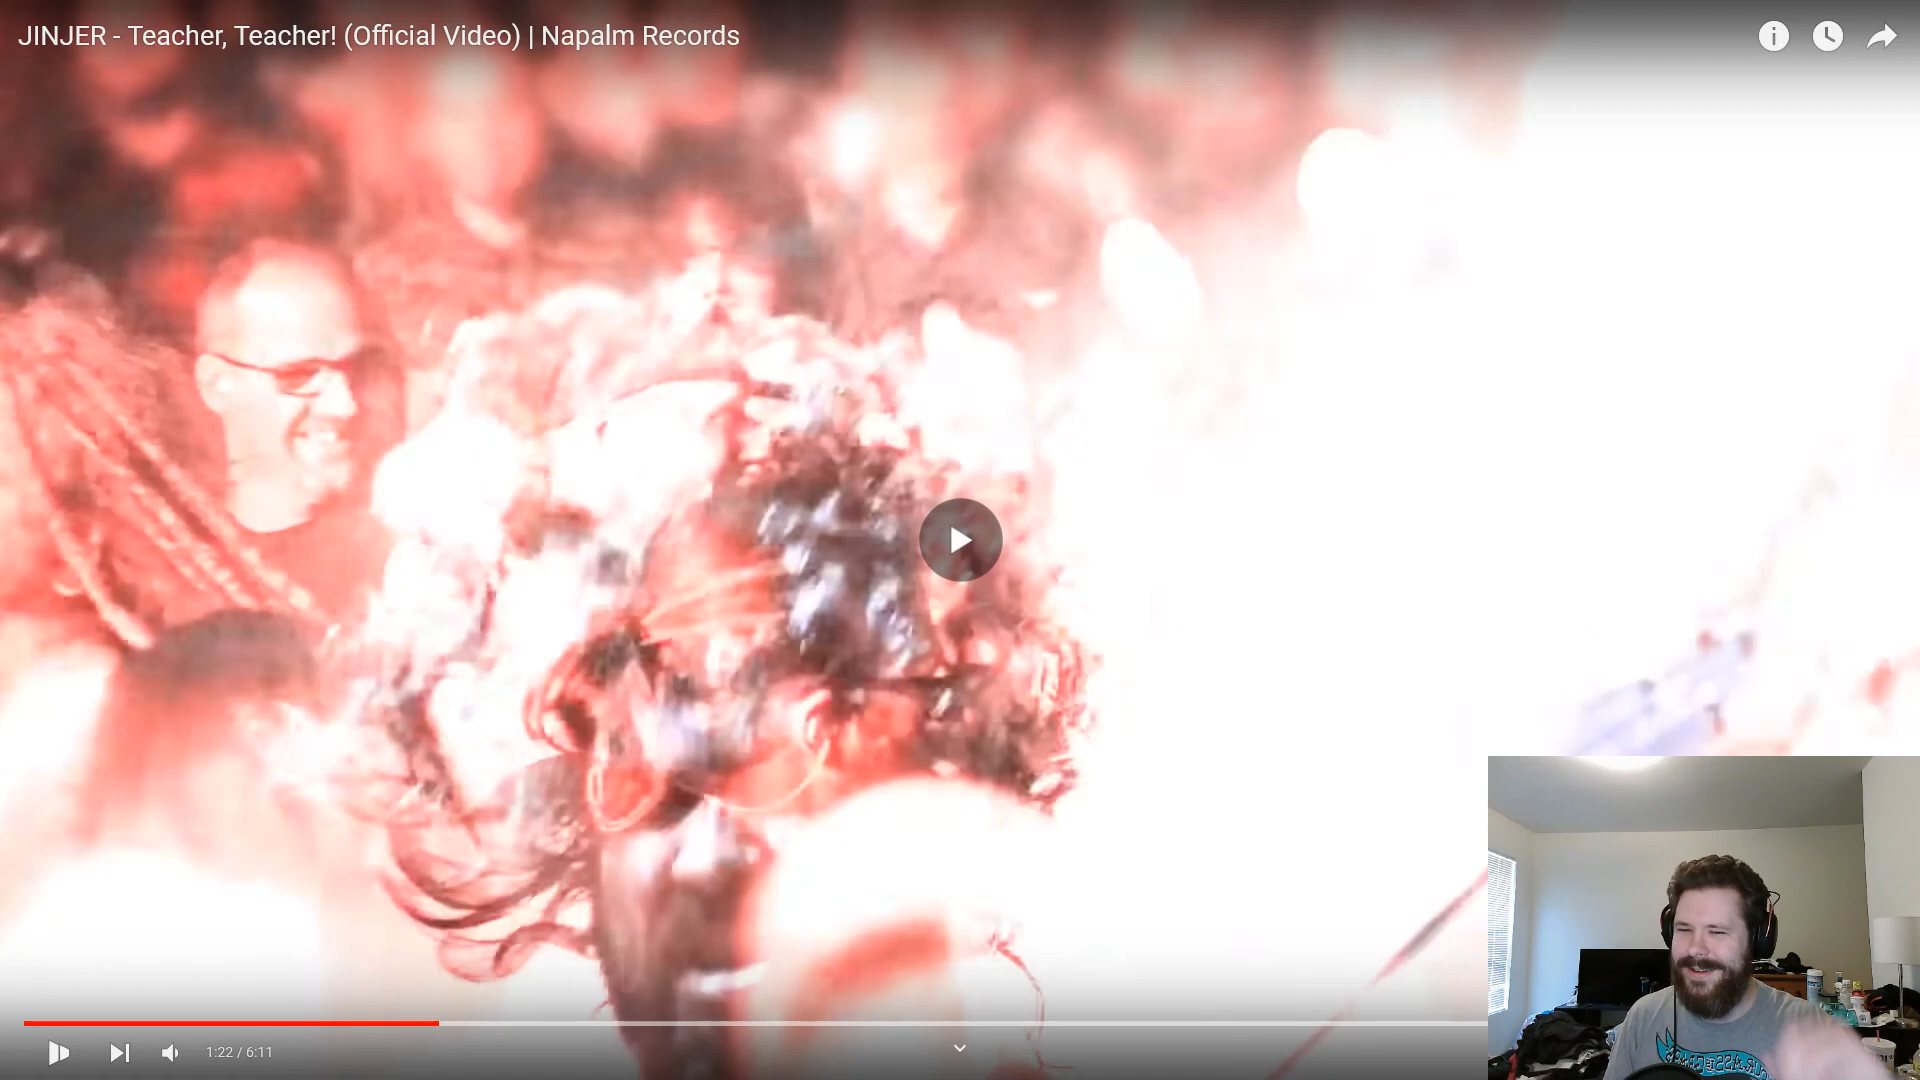 JINJER - Teacher, Teacher! (Official Video) | Napalm Records
1:22 / 6:11